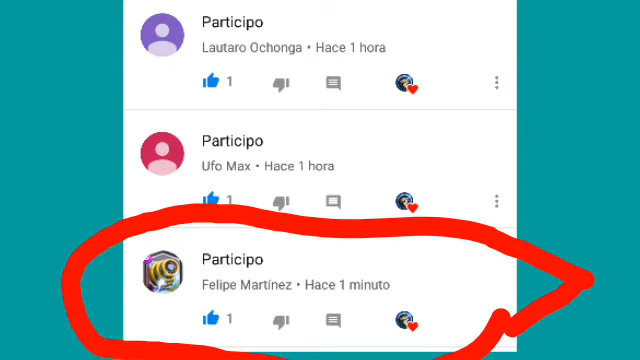 Participo
Lautaro Ochonga • Hace 1 hora
1
Participo
Ufo Max • Hace 1 hora
1
Participo
Felipe Martínez • Hace 1 minuto
1